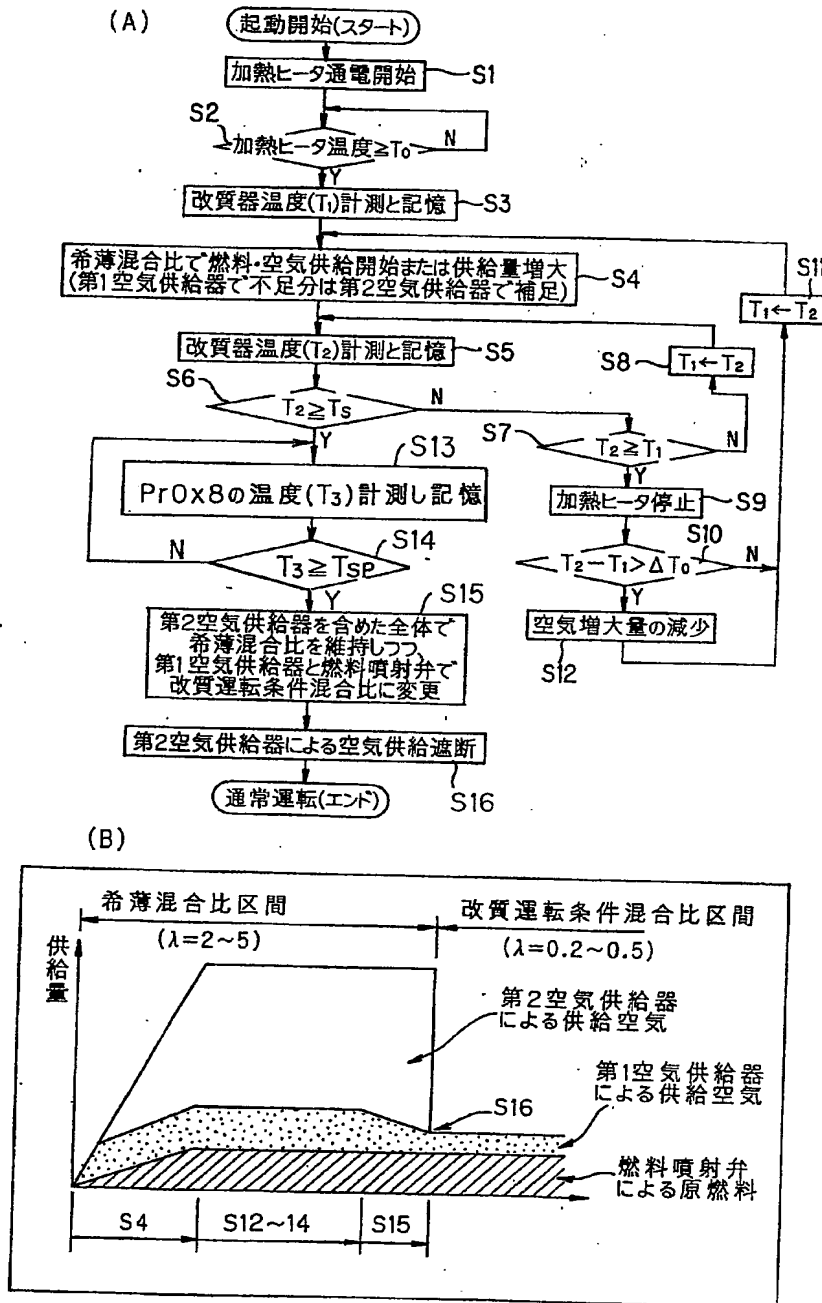 (A)
起動開始(スタート)
加熱ヒータ通電開始
S1
S2
加熱ヒータ温度≧T₀
N
Y
改質器温度(T₁)計測と記憶
S3
希薄混合比で燃料・空気供給開始または供給量増大
(第1空気供給器で不足分は第2空気供給器で補足)
S4
T₁←T₂
改質器温度(T₂)計測と記憶
S5
S8
T₁←T₂
S6
T₂≧Ts
N
Y
S7
T₂≧T₁
N
Y
S13
PrOx8の温度(T₃)計測し記憶
加熱ヒータ停止
S9
S10
N
S14
T₃≧TSP
Y
T₂−T₁>ΔT₀
N
Y
S15
第2空気供給器を含めた全体で
希薄混合比を維持しつつ、
第1空気供給器と燃料噴射弁で
改質運転条件混合比に変更
空気増大量の減少
S12
第2空気供給器による空気供給遮断
S16
通常運転(エンド)
(B)
希薄混合比区間
(λ=2~5)
改質運転条件混合比区間
(λ=0.2~0.5)
供給量
第2空気供給器
による供給空気
第1空気供給器
による供給空気
S16
燃料噴射弁
による原燃料
S4
S12~14
S15